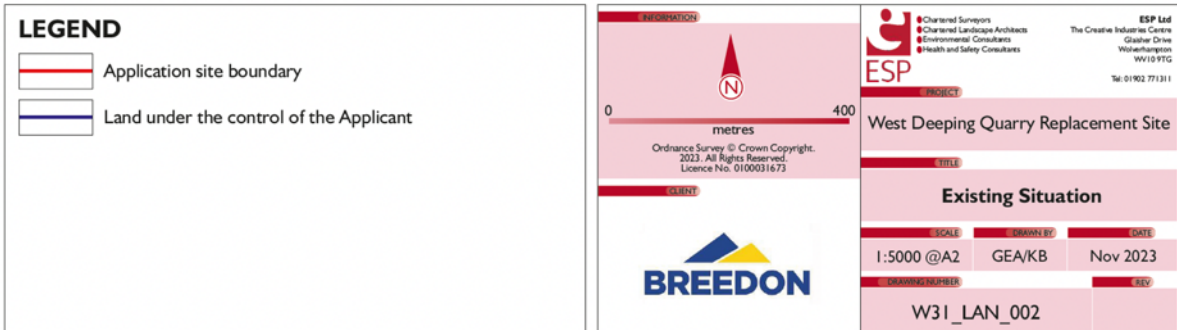 LEGEND
Application site boundary
Land under the control of the Applicant
INFORMATION
N
0 400
metres
Ordnance Survey © Crown Copyright.
2023. All Rights Reserved.
Licence No. 0100031673
CLIENT
BREEDON
ESP
Chartered Surveyors
Chartered Landscape Architects
Environmental Consultants
Health and Safety Consultants
ESP Ltd
The Creative Industries Centre
Glaisher Drive
Wolverhampton
WV10 9TG
Tel: 01902 771311
PROJECT
West Deeping Quarry Replacement Site
TITLE
Existing Situation
SCALE
1:5000 @A2
DRAWN BY
GEA/KB
DATE
Nov 2023
DRAWING NUMBER
W31_LAN_002
REV